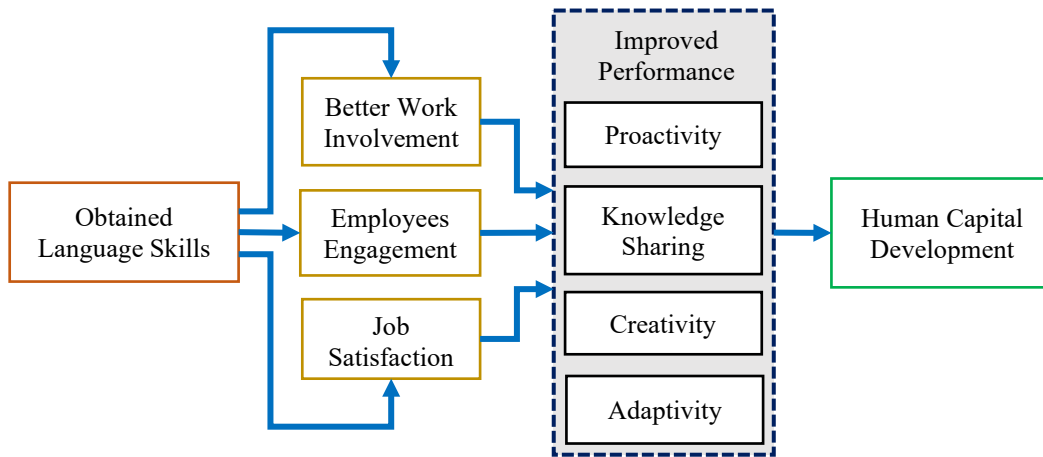 Obtained
Language Skills
Better Work
Involvement
Employees
Engagement
Job
Satisfaction
Improved
Performance
Proactivity
Knowledge
Sharing
Creativity
Adaptivity
Human Capital
Development